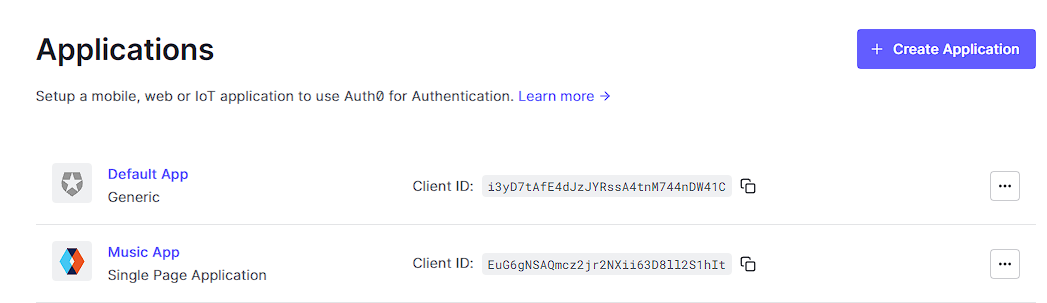 Applications
+ Create Application
Setup a mobile, web or IoT application to use Auth0 for Authentication. Learn more →
Default App
Generic
Client ID: i3yD7tAfE4dJzJYRssA4tnM744nDW41C
Music App
Single Page Application
Client ID: EuG6gNSAQmcz2jr2NXii63D8ll2S1hIt